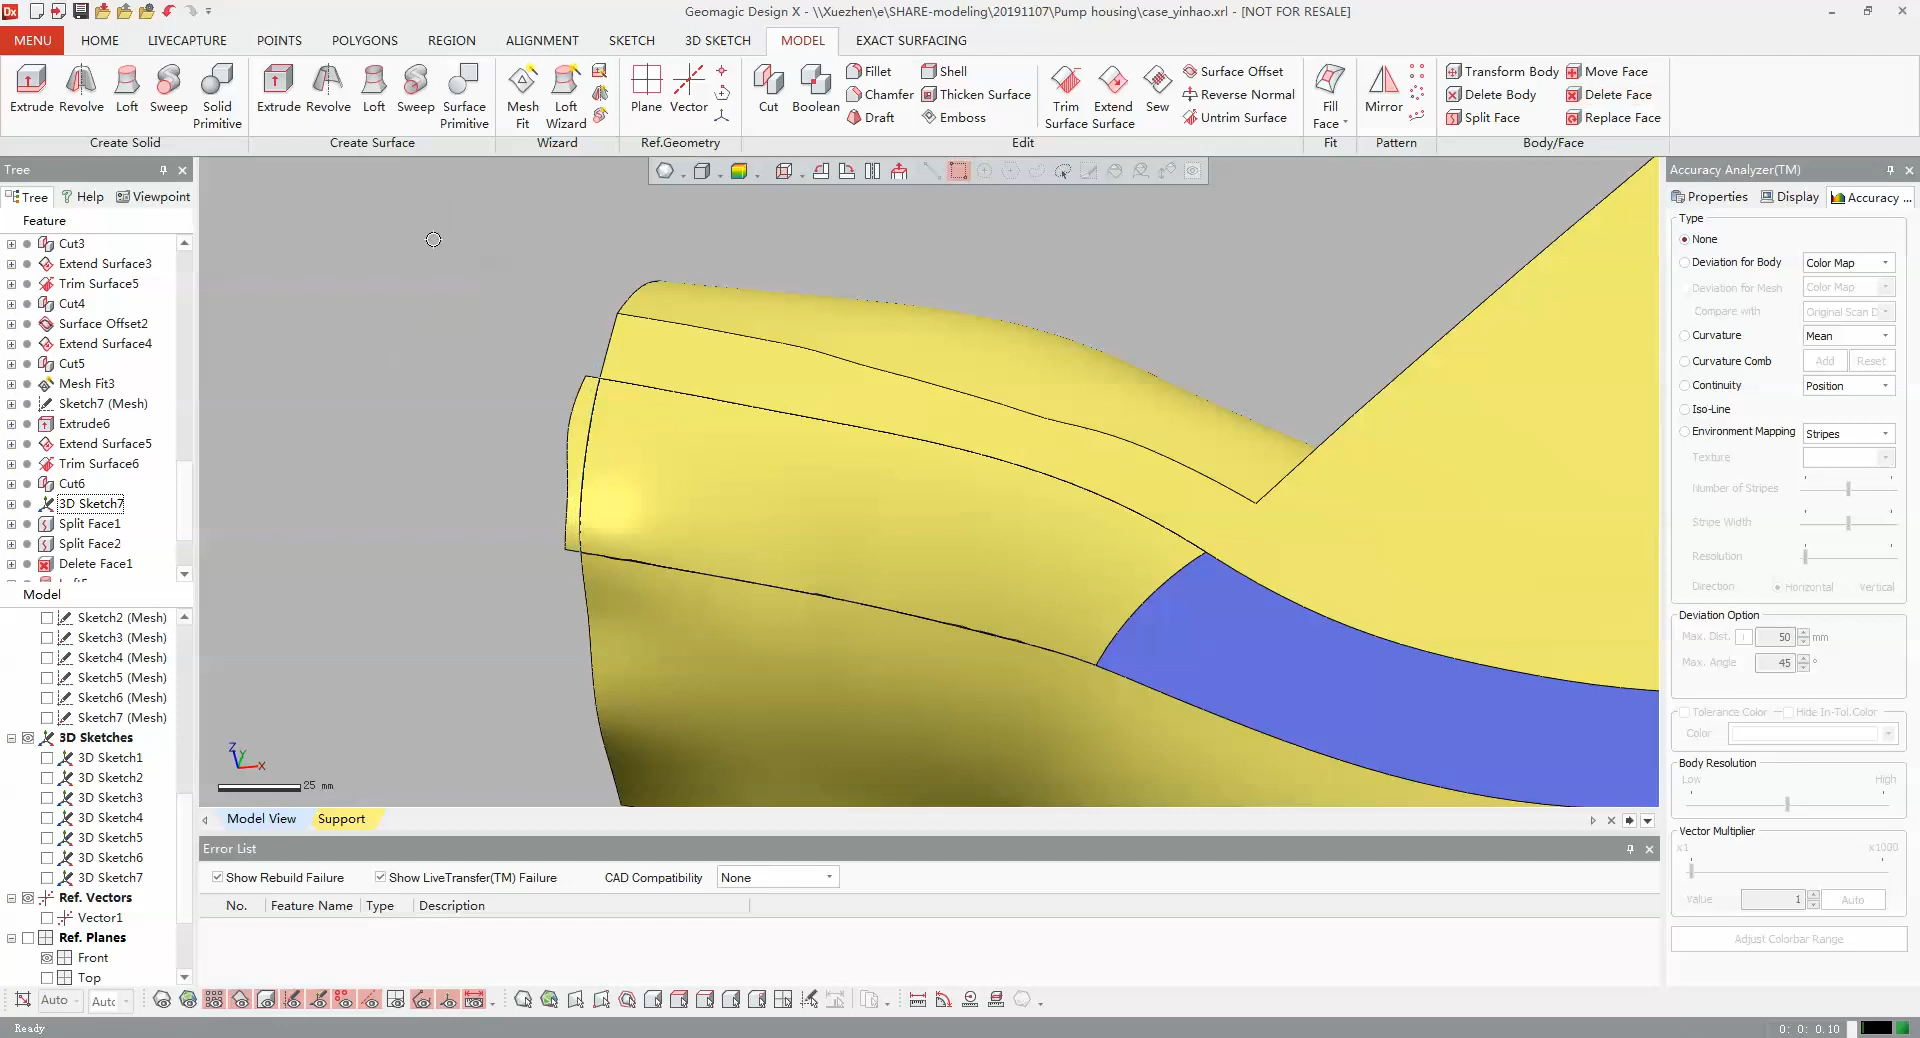 Geomagic Design X - \\Xuezhen\e\SHARE-modeling\20191107\Pump housing\case_yinhao.xrl - [NOT FOR RESALE]
MENU HOME LIVECAPTURE POINTS POLYGONS REGION ALIGNMENT SKETCH 3D SKETCH MODEL EXACT SURFACING
Extrude Revolve Loft Sweep Solid Primitive
Create Solid
Extrude Revolve Loft Sweep Surface Primitive
Create Surface
Mesh Fit Loft Wizard
Wizard
Plane Vector
Ref.Geometry
Cut Boolean
Fillet Shell
Chamfer Thicken Surface
Draft Emboss
Trim Surface Extend Surface Sew
Surface Offset
Reverse Normal
Untrim Surface
Edit
Fill Face
Fit
Mirror
Pattern
Transform Body Move Face
Delete Body Delete Face
Split Face Replace Face
Body/Face
Tree
Tree Help Viewpoint
Feature
Cut3
Extend Surface3
Trim Surface5
Cut4
Surface Offset2
Extend Surface4
Cut5
Mesh Fit3
Sketch7 (Mesh)
Extrude6
Extend Surface5
Trim Surface6
Cut6
3D Sketch7
Split Face1
Split Face2
Delete Face1
Model
Sketch2 (Mesh)
Sketch3 (Mesh)
Sketch4 (Mesh)
Sketch5 (Mesh)
Sketch6 (Mesh)
Sketch7 (Mesh)
3D Sketches
3D Sketch1
3D Sketch2
3D Sketch3
3D Sketch4
3D Sketch5
3D Sketch6
3D Sketch7
Ref. Vectors
Vector1
Ref. Planes
Front
Top
Z
Y
X
25 mm
Model View Support
Error List
Show Rebuild Failure Show LiveTransfer(TM) Failure CAD Compatibility None
No. Feature Name Type Description
Accuracy Analyzer(TM)
Properties Display Accuracy ...
Type
None
Deviation for Body Color Map
Deviation for Mesh Color Map
Compare with Original Scan D
Curvature Mean
Curvature Comb Add Reset
Continuity Position
Iso-Line
Environment Mapping Stripes
Texture
Number of Stripes
Stripe Width
Resolution
Direction Horizontal Vertical
Deviation Option
Max. Dist. 50 mm
Max. Angle 45 °
Tolerance Color Hide In-Tol.Color
Color
Body Resolution
Low High
Vector Multiplier
x1 x1000
Value 1 Auto
Adjust Colorbar Range
Auto
Ready
0: 0: 0.10